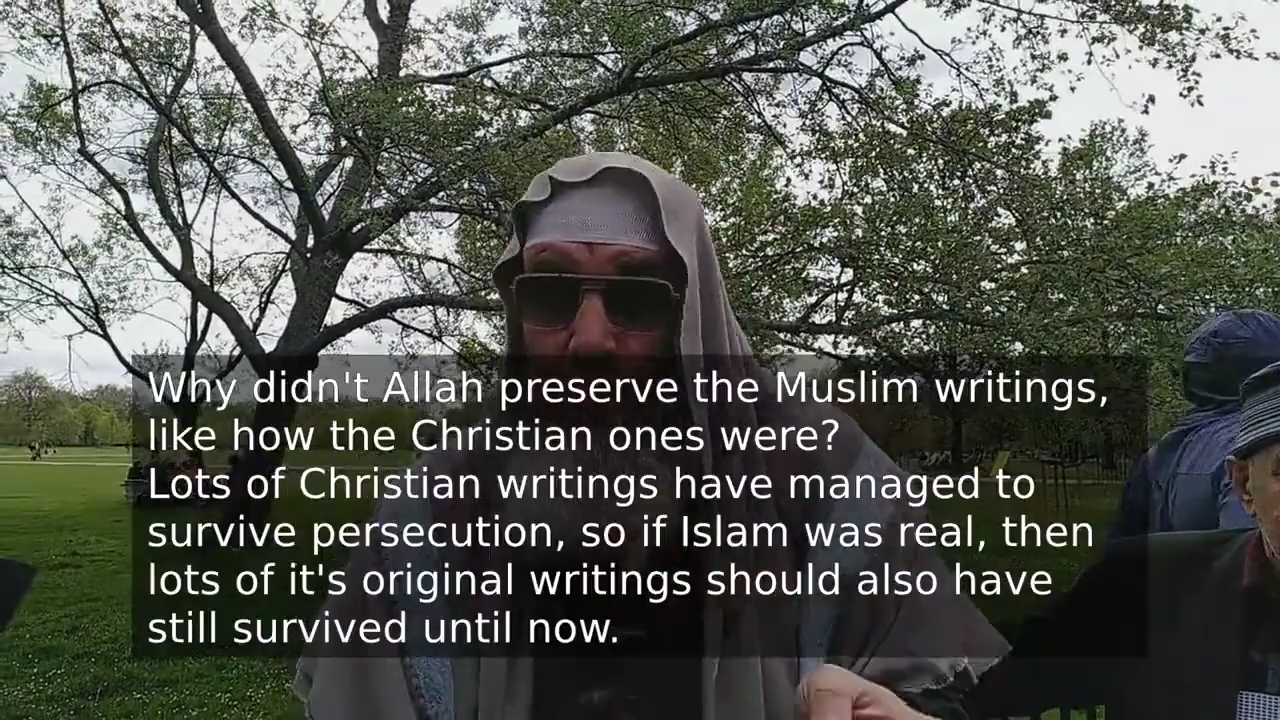 Why didn't Allah preserve the Muslim writings,
like how the Christian ones were?
Lots of Christian writings have managed to
survive persecution, so if Islam was real, then
lots of it's original writings should also have
still survived until now.